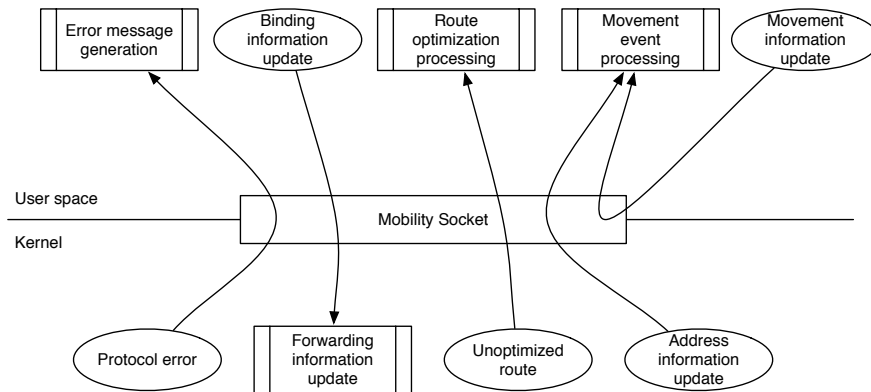 Error message
generation
Binding
information
update
Route
optimization
processing
Movement
event
processing
Movement
information
update
User space
Mobility Socket
Kernel
Protocol error
Forwarding
information
update
Unoptimized
route
Address
information
update